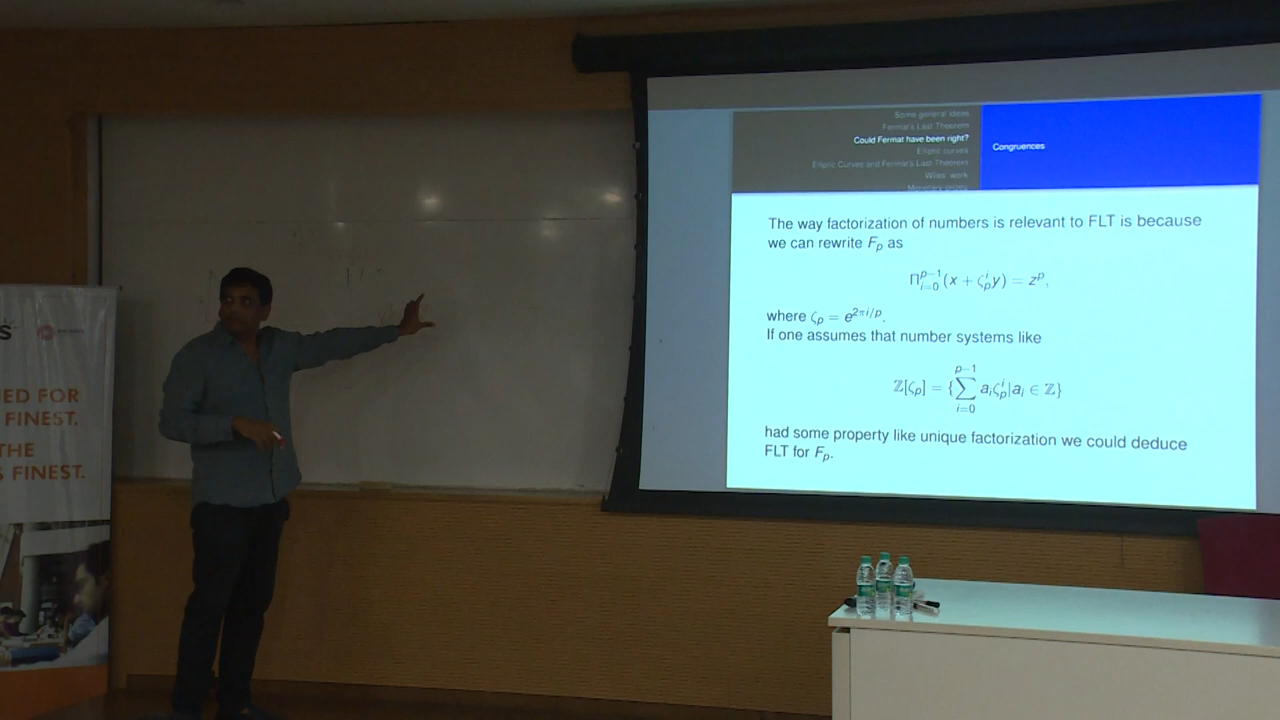 Some general ideas
Fermat's Last Theorem
Could Fermat have been right?
Elliptic curves
Elliptic Curves and Fermat's Last Theorem
Wiles' work
Congruences
The way factorization of numbers is relevant to FLT is because
we can rewrite F_p as
Π_{i=0}^{p−1}(x + ζ_p^i y) = z^p,
where ζ_p = e^{2πi/p}.
If one assumes that number systems like
ℤ[ζ_p] = {∑_{i=0}^{p−1} a_i ζ_p^i | a_i ∈ ℤ}
had some property like unique factorization we could deduce
FLT for F_p.
S
NED FOR
FINEST.
THE
S FINEST.